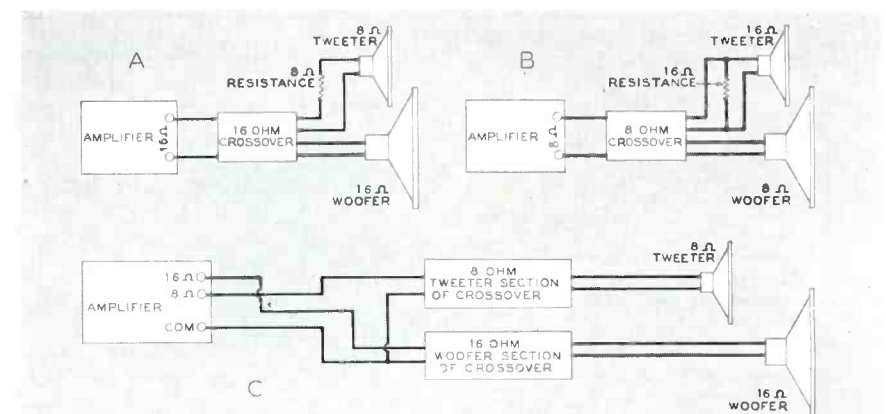 A
8 Ω
TWEETER
8 Ω
RESISTANCE
AMPLIFIER
16 Ω
16 OHM
CROSSOVER
16 Ω
WOOFER
B
16 Ω
TWEETER
16 Ω
RESISTANCE
AMPLIFIER
8 Ω
8 OHM
CROSSOVER
8 Ω
WOOFER
AMPLIFIER
16 Ω
8 Ω
COM
8 OHM
TWEETER SECTION
OF CROSSOVER
8 Ω
TWEETER
16 OHM
WOOFER SECTION
OF CROSSOVER
16 Ω
WOOFER
C